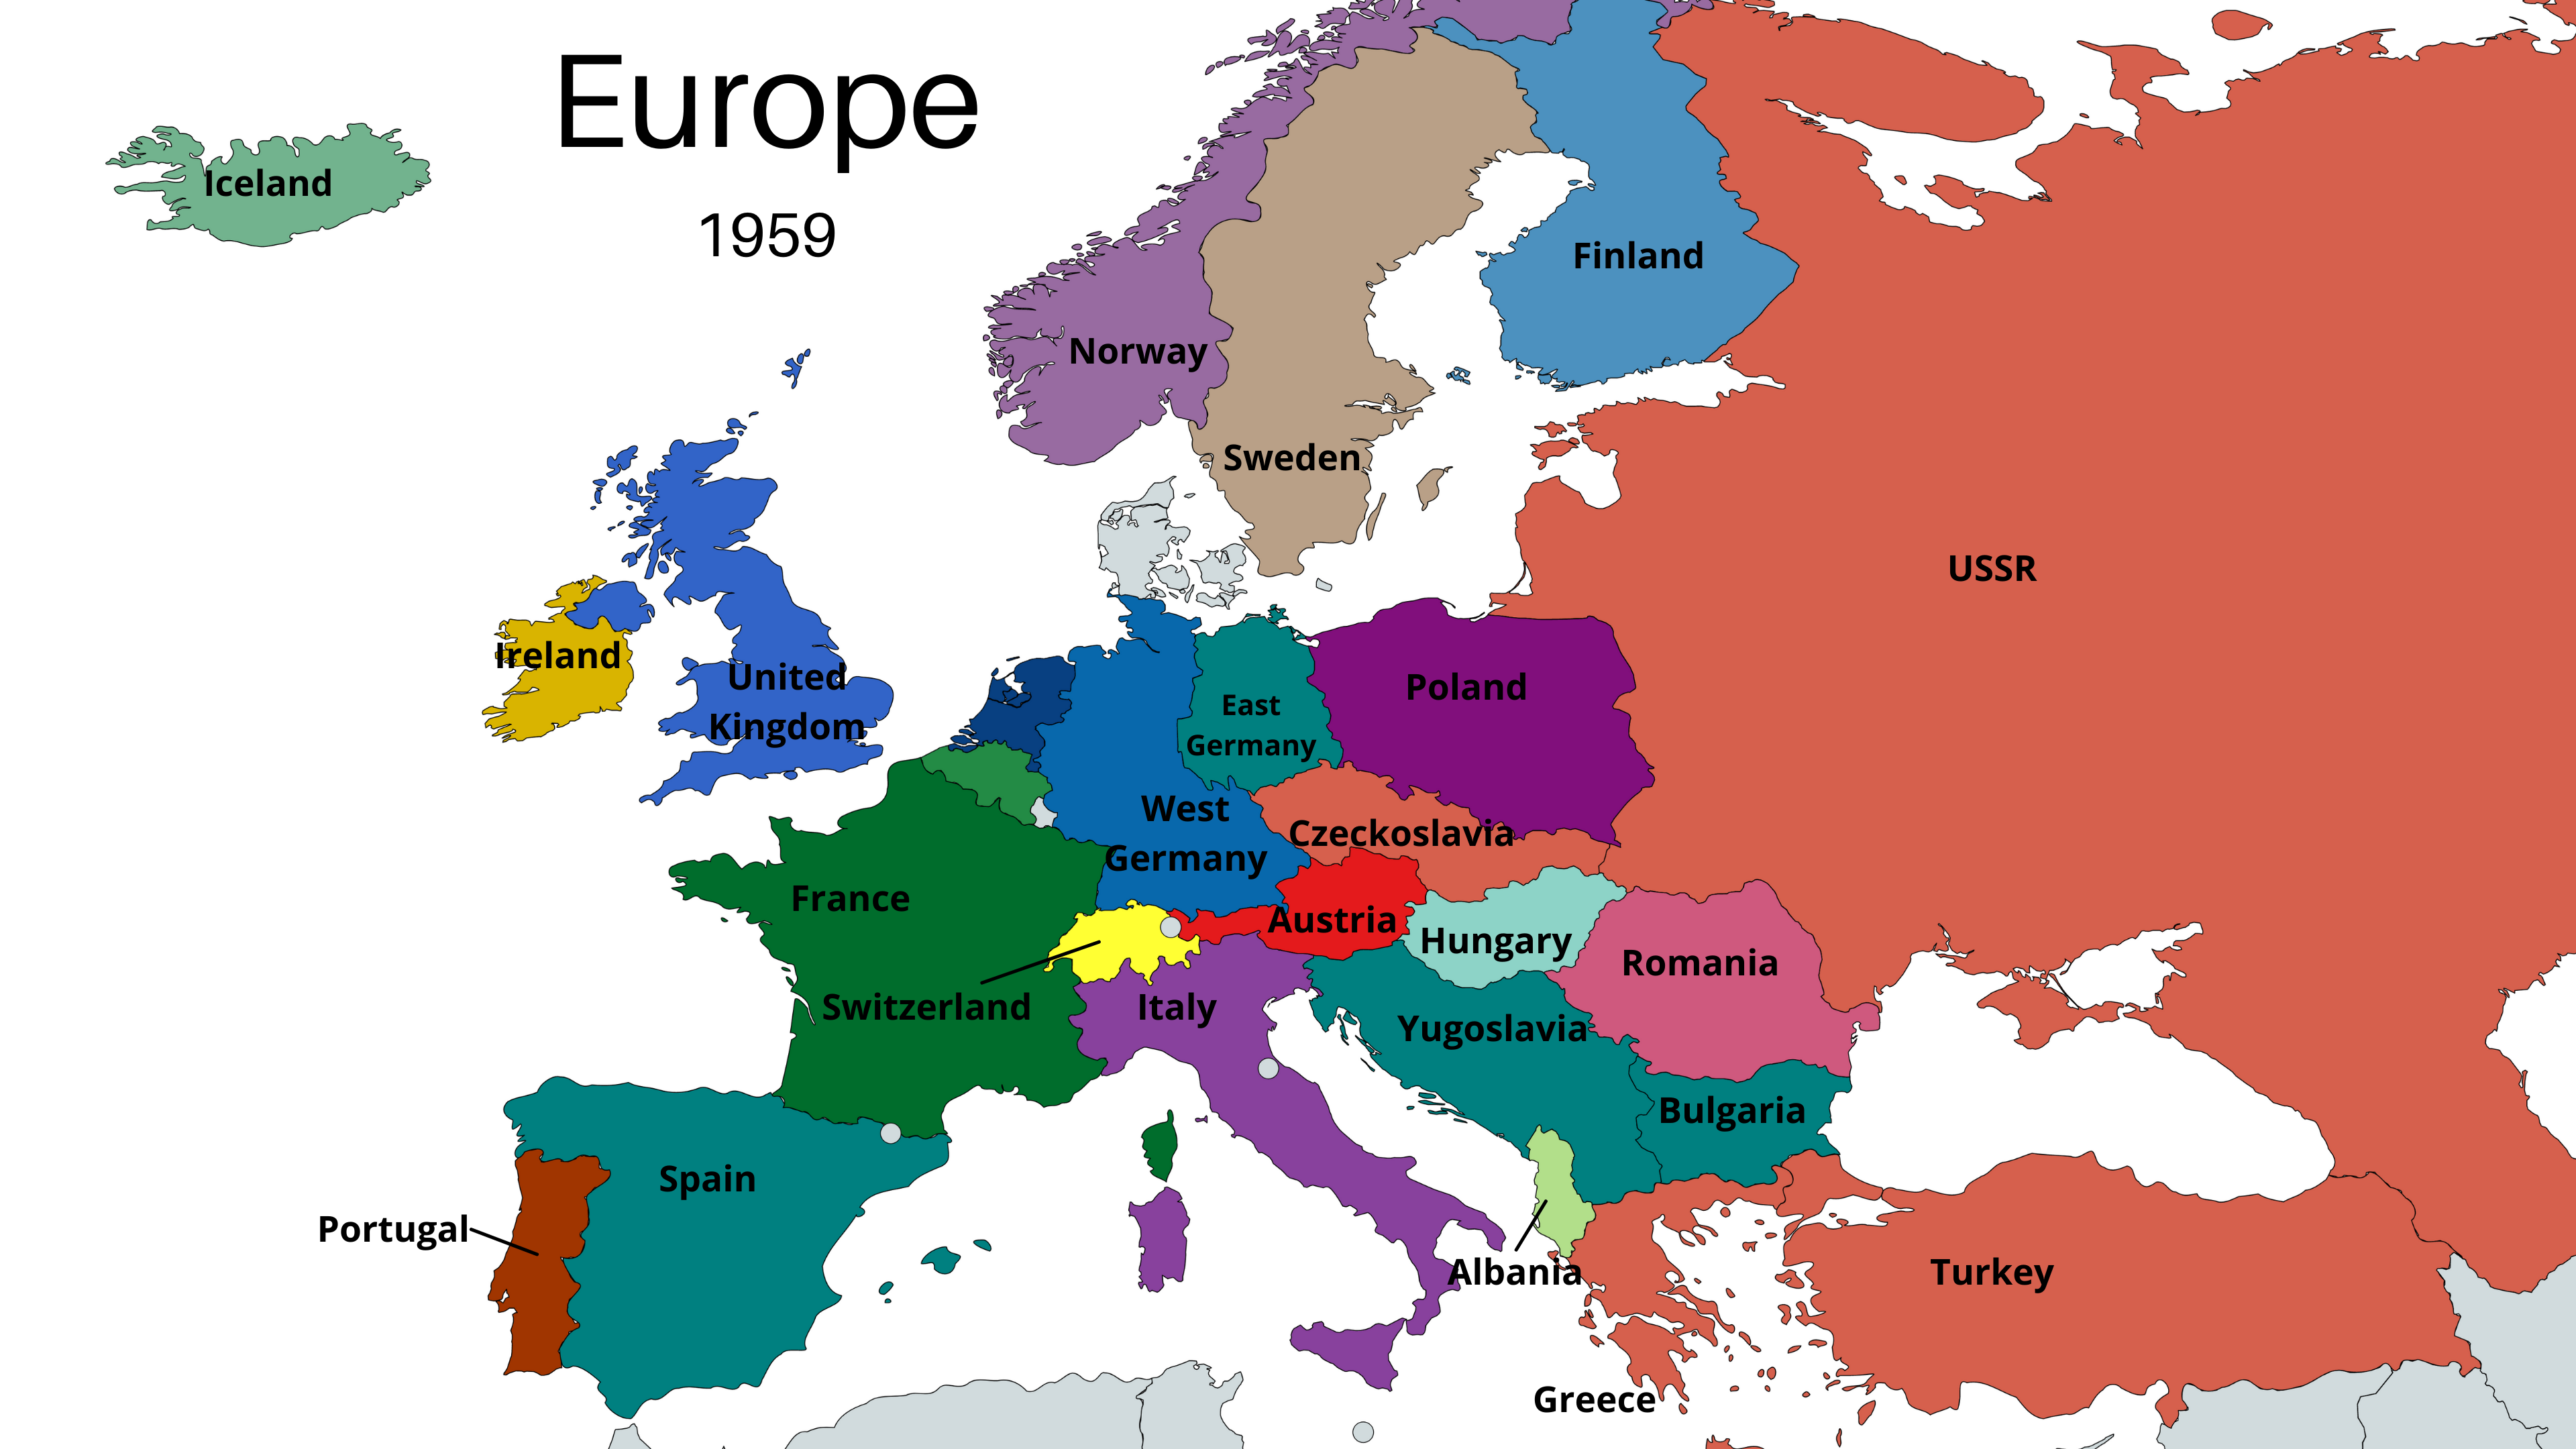 Europe
1959
Iceland
Finland
Norway
Sweden
USSR
Ireland
United
Kingdom
Poland
East
Germany
West
Germany
Czeckoslavia
France
Austria
Hungary
Romania
Switzerland
Italy
Yugoslavia
Bulgaria
Spain
Portugal
Albania
Turkey
Greece